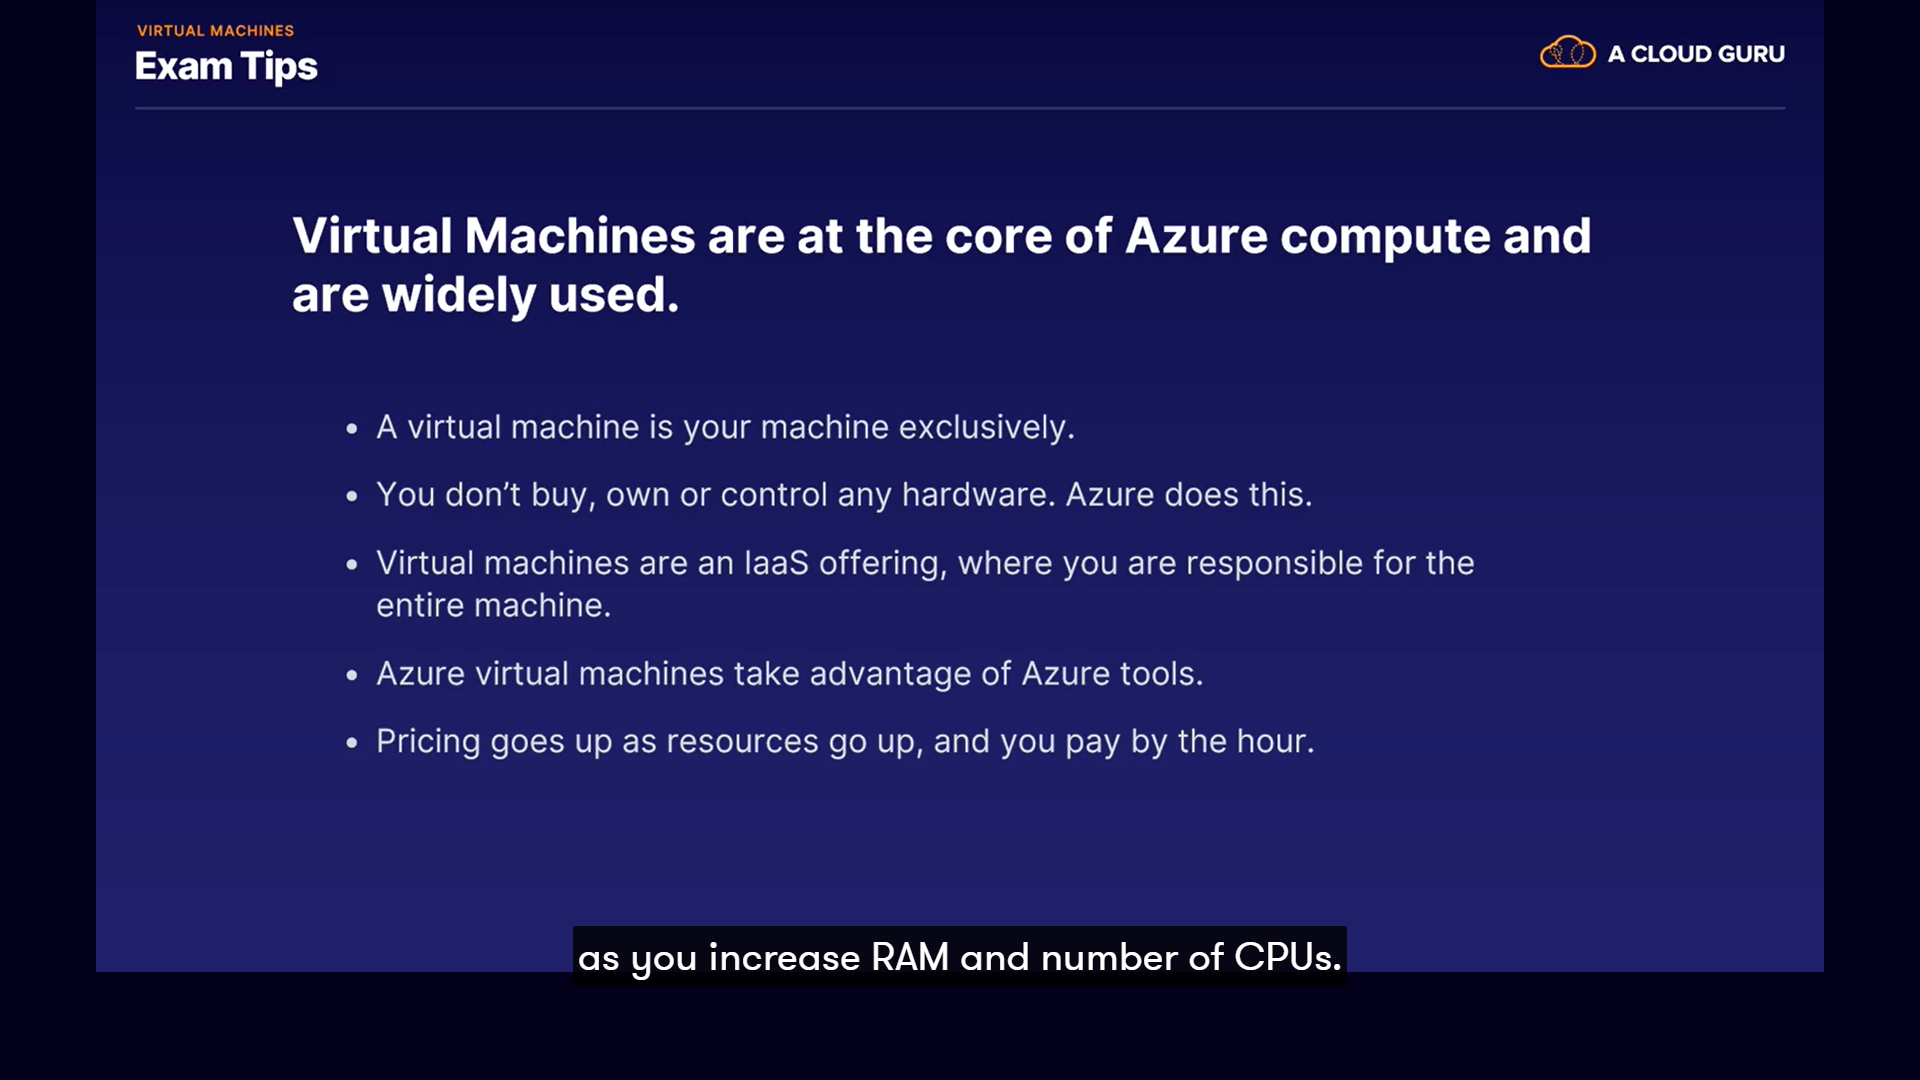 VIRTUAL MACHINES
Exam Tips
A CLOUD GURU
Virtual Machines are at the core of Azure compute and
are widely used.
• A virtual machine is your machine exclusively.
• You don’t buy, own or control any hardware. Azure does this.
• Virtual machines are an IaaS offering, where you are responsible for the
entire machine.
• Azure virtual machines take advantage of Azure tools.
• Pricing goes up as resources go up, and you pay by the hour.
as you increase RAM and number of CPUs.